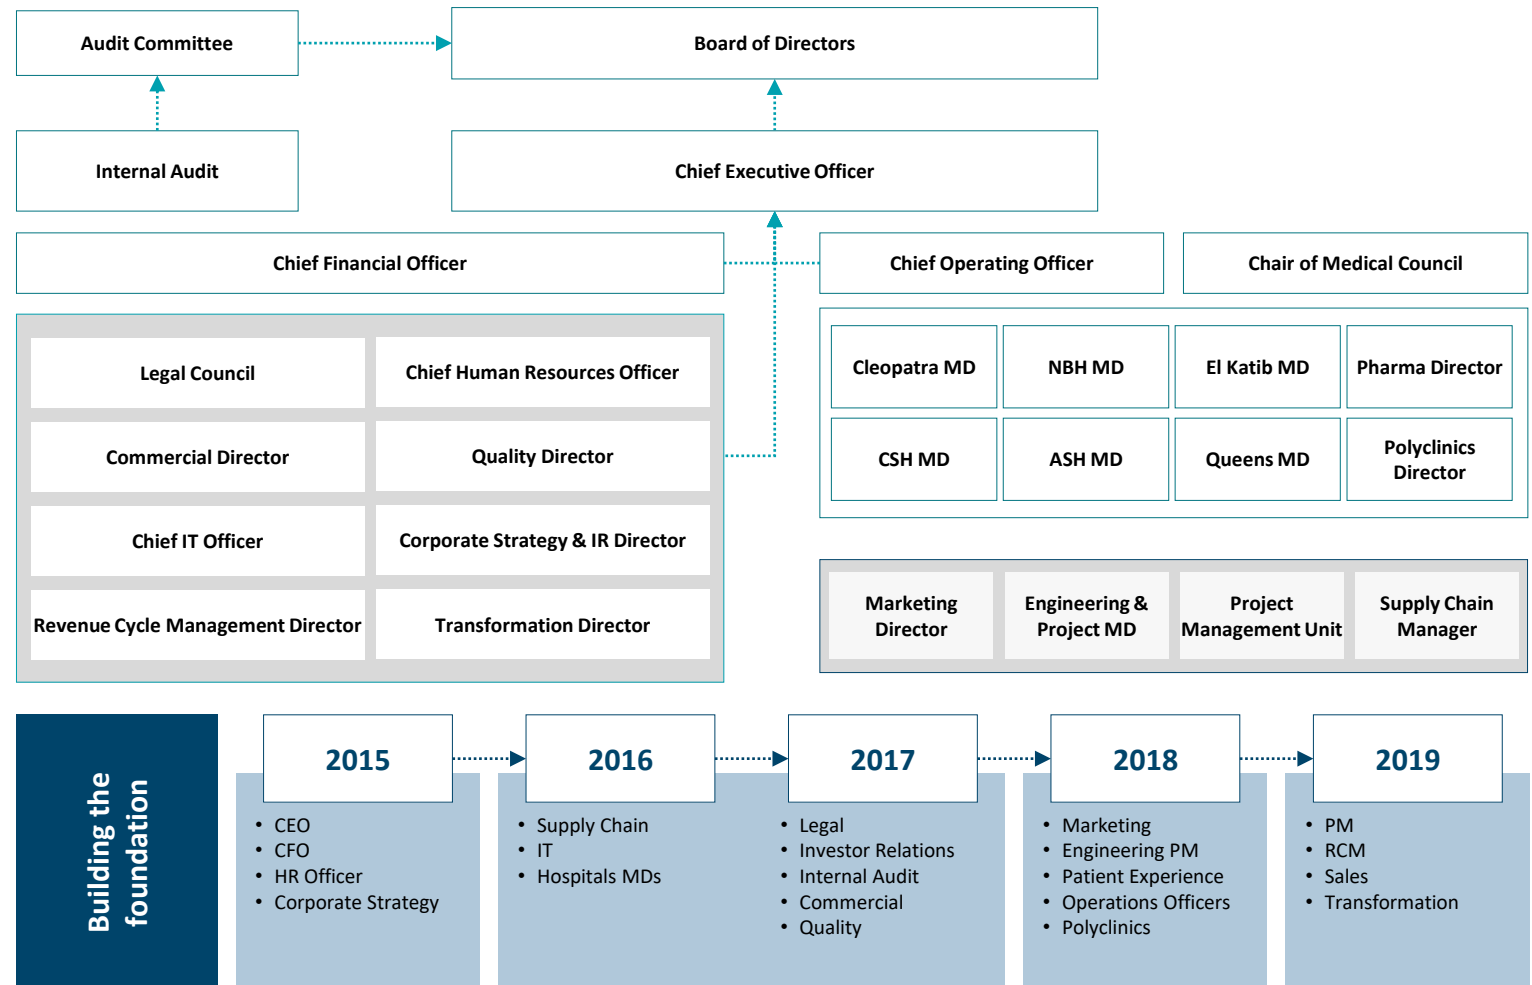 Audit Committee
Board of Directors
Internal Audit
Chief Executive Officer
Chief Financial Officer
Chief Operating Officer
Chair of Medical Council
Legal Council
Chief Human Resources Officer
Commercial Director
Quality Director
Chief IT Officer
Corporate Strategy & IR Director
Revenue Cycle Management Director
Transformation Director
Cleopatra MD
NBH MD
El Katib MD
Pharma Director
CSH MD
ASH MD
Queens MD
Polyclinics
Director
Marketing
Director
Engineering &
Project MD
Project
Management Unit
Supply Chain
Manager
Building the
foundation
2015
• CEO
• CFO
• HR Officer
• Corporate Strategy
2016
• Supply Chain
• IT
• Hospitals MDs
2017
• Legal
• Investor Relations
• Internal Audit
• Commercial
• Quality
2018
• Marketing
• Engineering PM
• Patient Experience
• Operations Officers
• Polyclinics
2019
• PM
• RCM
• Sales
• Transformation